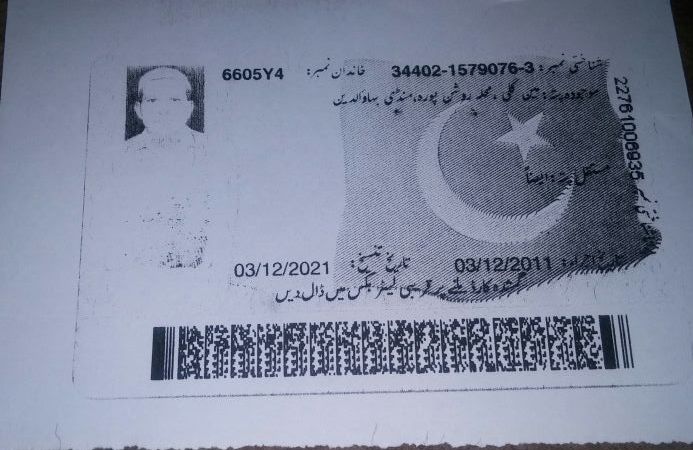 شناختی نمبر: 34402-1579076-3 خاندان نمبر: 6605Y4
موجودہ پتہ: مین گلی، محلہ روشن پورہ، منڈی بہاؤالدین
22761006935
مستقل پتہ: ایضاً
تاریخ اجراء: 03/12/2011 تاریخ تنسیخ: 03/12/2021
گمشدہ کارڈ ملنے پر قریبی لیٹر بکس میں ڈال دیں